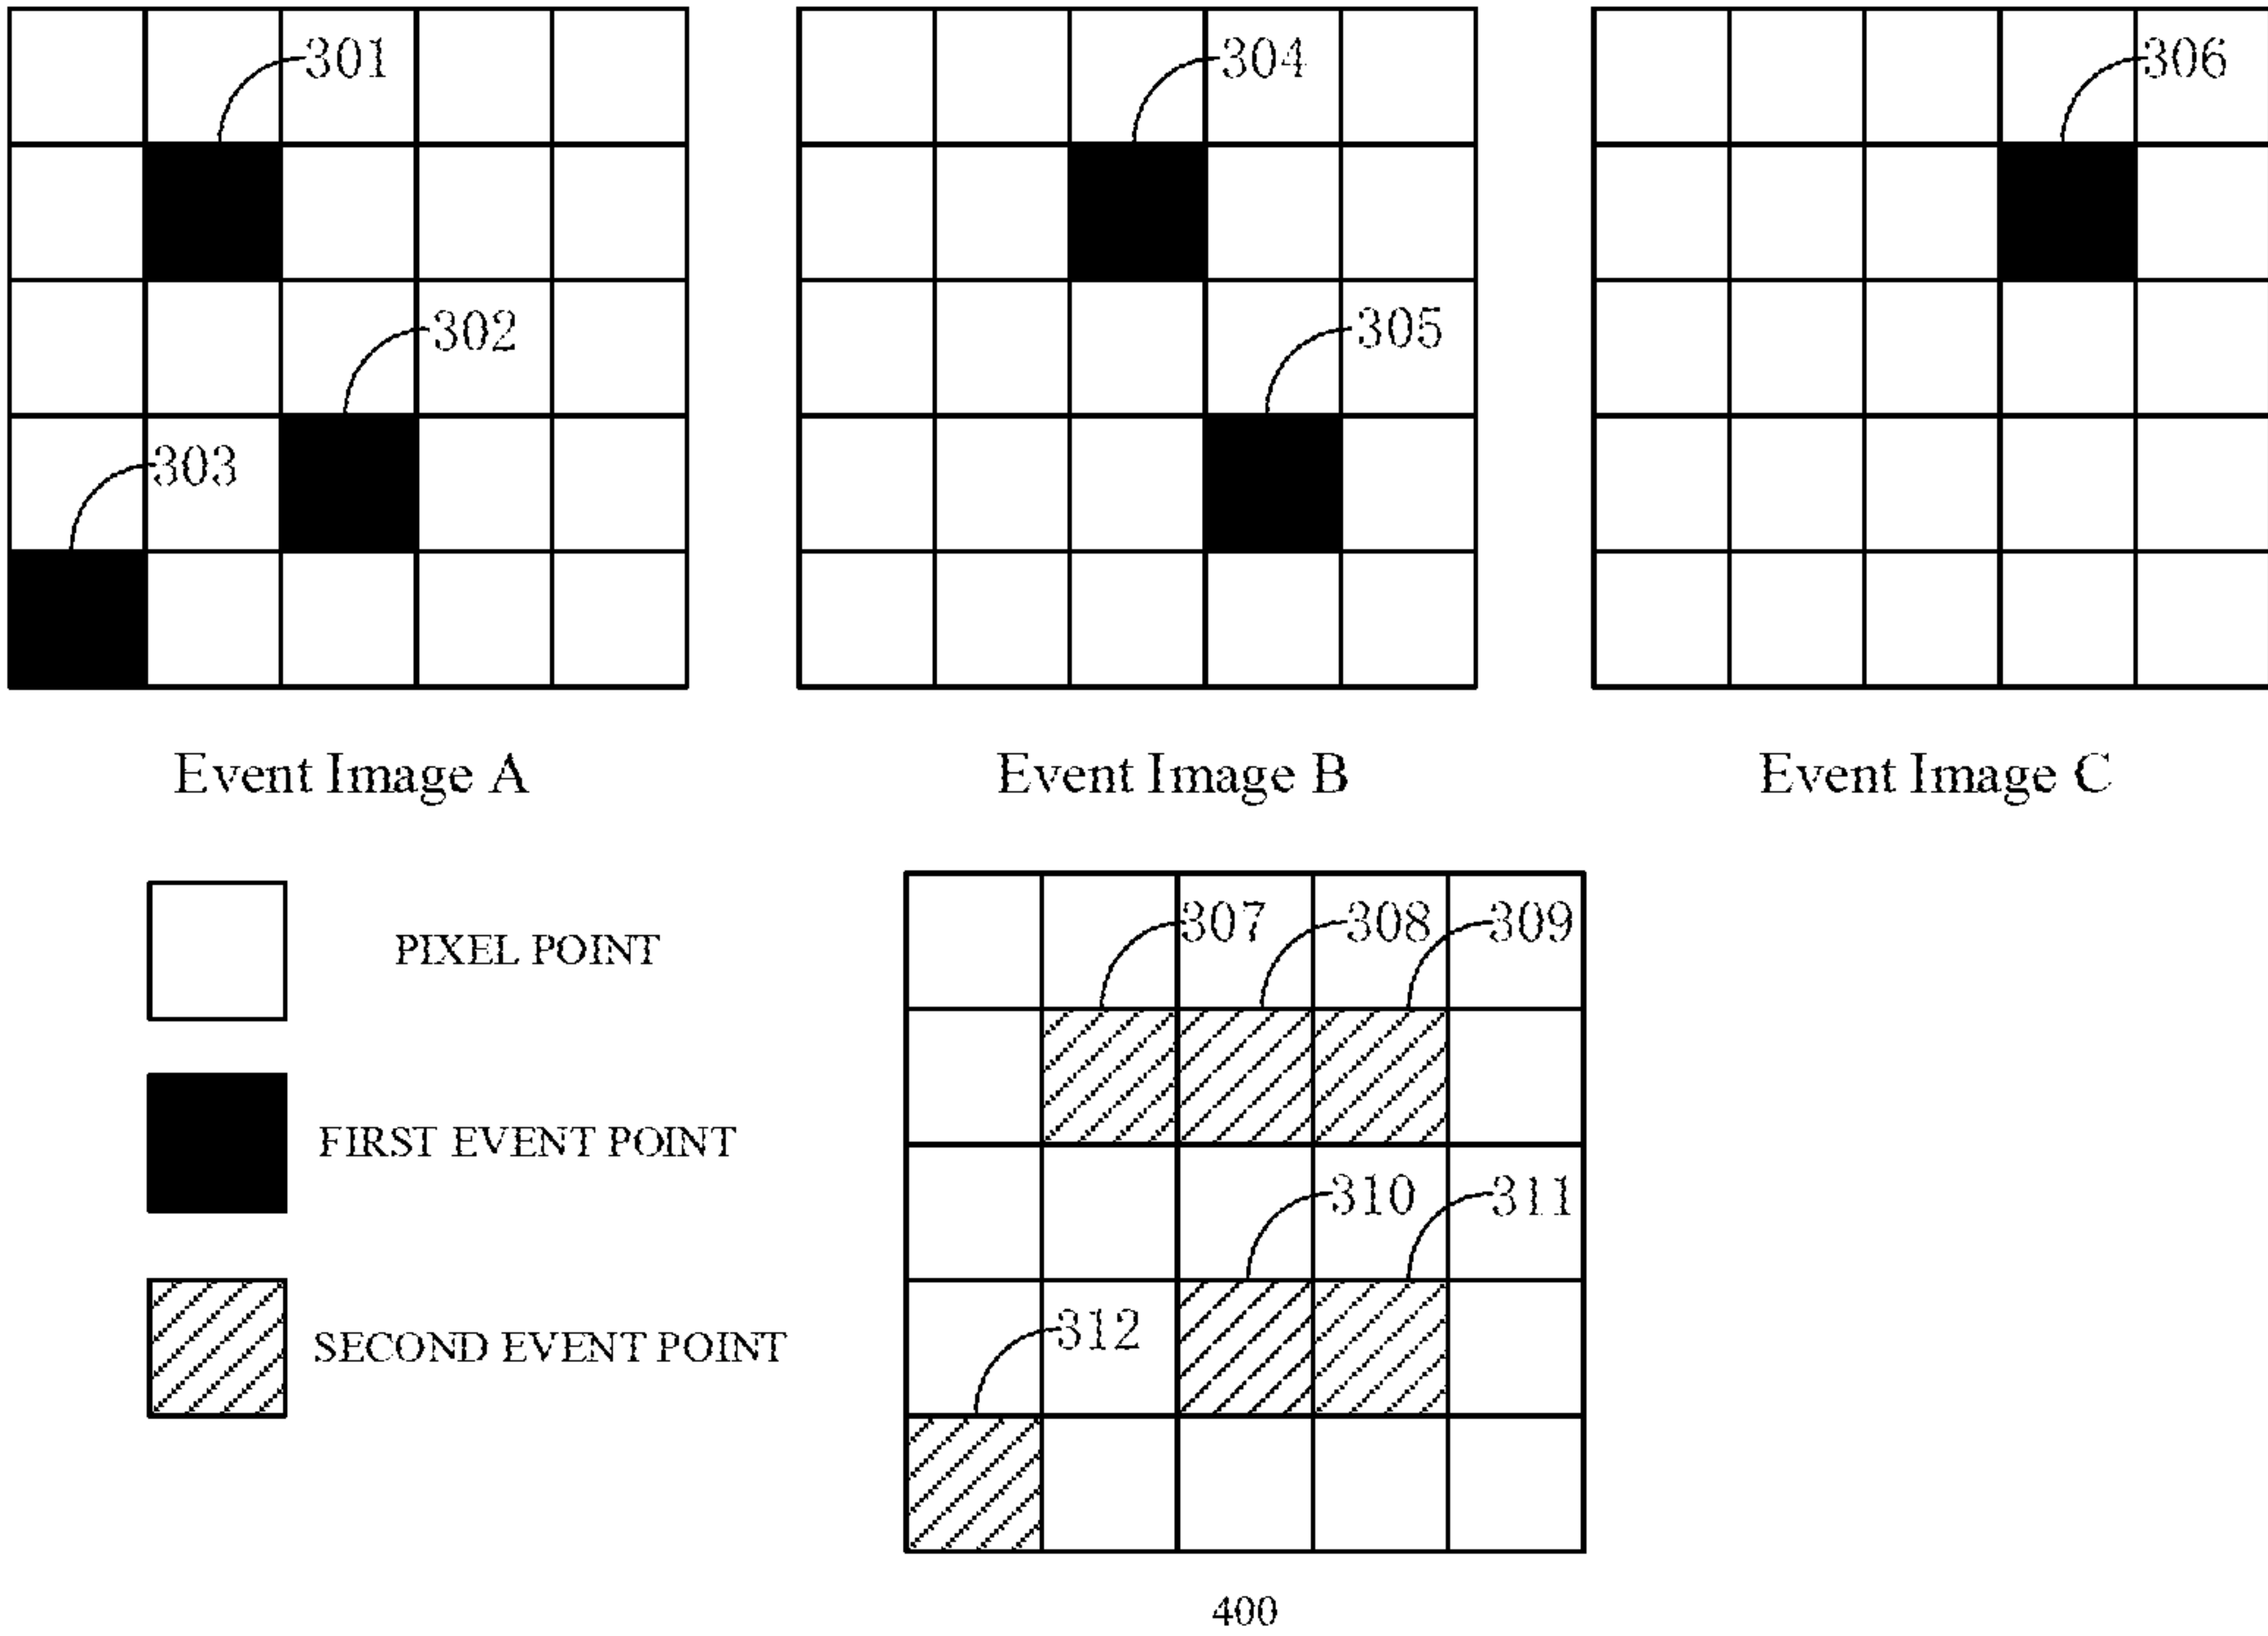 301
304
306
302
305
303
Event Image A
Event Image B
Event Image C
307
308
309
PIXEL POINT
FIRST EVENT POINT
310
311
SECOND EVENT POINT
312
400